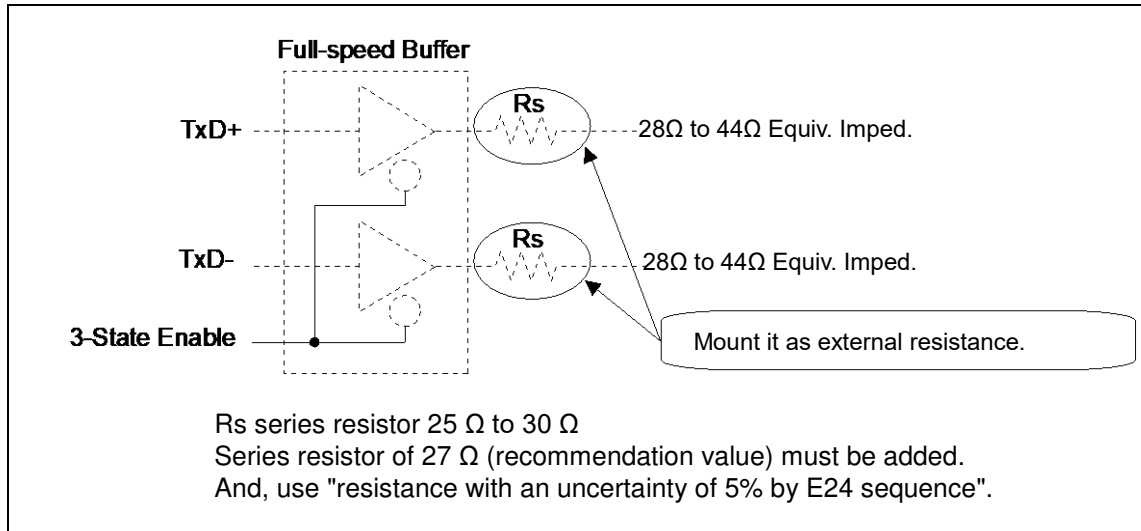 Full-speed Buffer
Rs
TxD+
28Ω to 44Ω Equiv. Imped.
Rs
TxD-
28Ω to 44Ω Equiv. Imped.
3-State Enable
Mount it as external resistance.
Rs series resistor 25 Ω to 30 Ω
Series resistor of 27 Ω (recommendation value) must be added.
And, use "resistance with an uncertainty of 5% by E24 sequence".